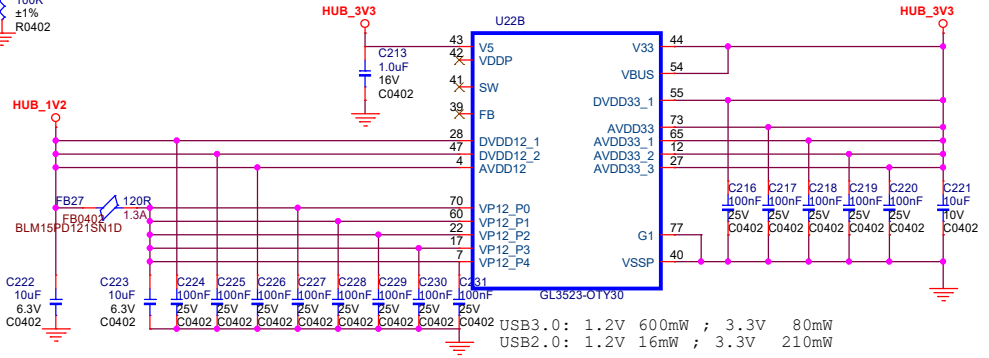 100K
±1%
R0402
HUB_3V3
HUB_3V3
U22B
43 V5
42 VDDP
41 SW
39 FB
28 DVDD12_1
47 DVDD12_2
4 AVDD12
70 VP12_P0
60 VP12_P1
22 VP12_P2
17 VP12_P3
7 VP12_P4
V33 44
VBUS 54
DVDD33_1 55
AVDD33 73
AVDD33_1 65
AVDD33_2 12
AVDD33_3 27
G1 77
VSSP 40
GL3523-OTY30
C213
1.0uF
16V
C0402
HUB_1V2
FB27 120R
FB0402 1.3A
BLM15PD121SN1D
C216 C217 C218 C219 C220 C221
100nF 100nF 100nF 100nF 100nF 10uF
25V 25V 25V 25V 25V 10V
C0402 C0402 C0402 C0402 C0402 C0402
C222 C223 C224 C225 C226 C227 C228 C229 C230 C231
10uF 10uF 100nF 100nF 100nF 100nF 100nF 100nF 100nF 100nF
6.3V 6.3V 25V 25V 25V 25V 25V 25V 25V 25V
C0402 C0402 C0402 C0402 C0402 C0402 C0402 C0402 C0402 C0402
USB3.0: 1.2V 600mW ; 3.3V 80mW
USB2.0: 1.2V 16mW ; 3.3V 210mW